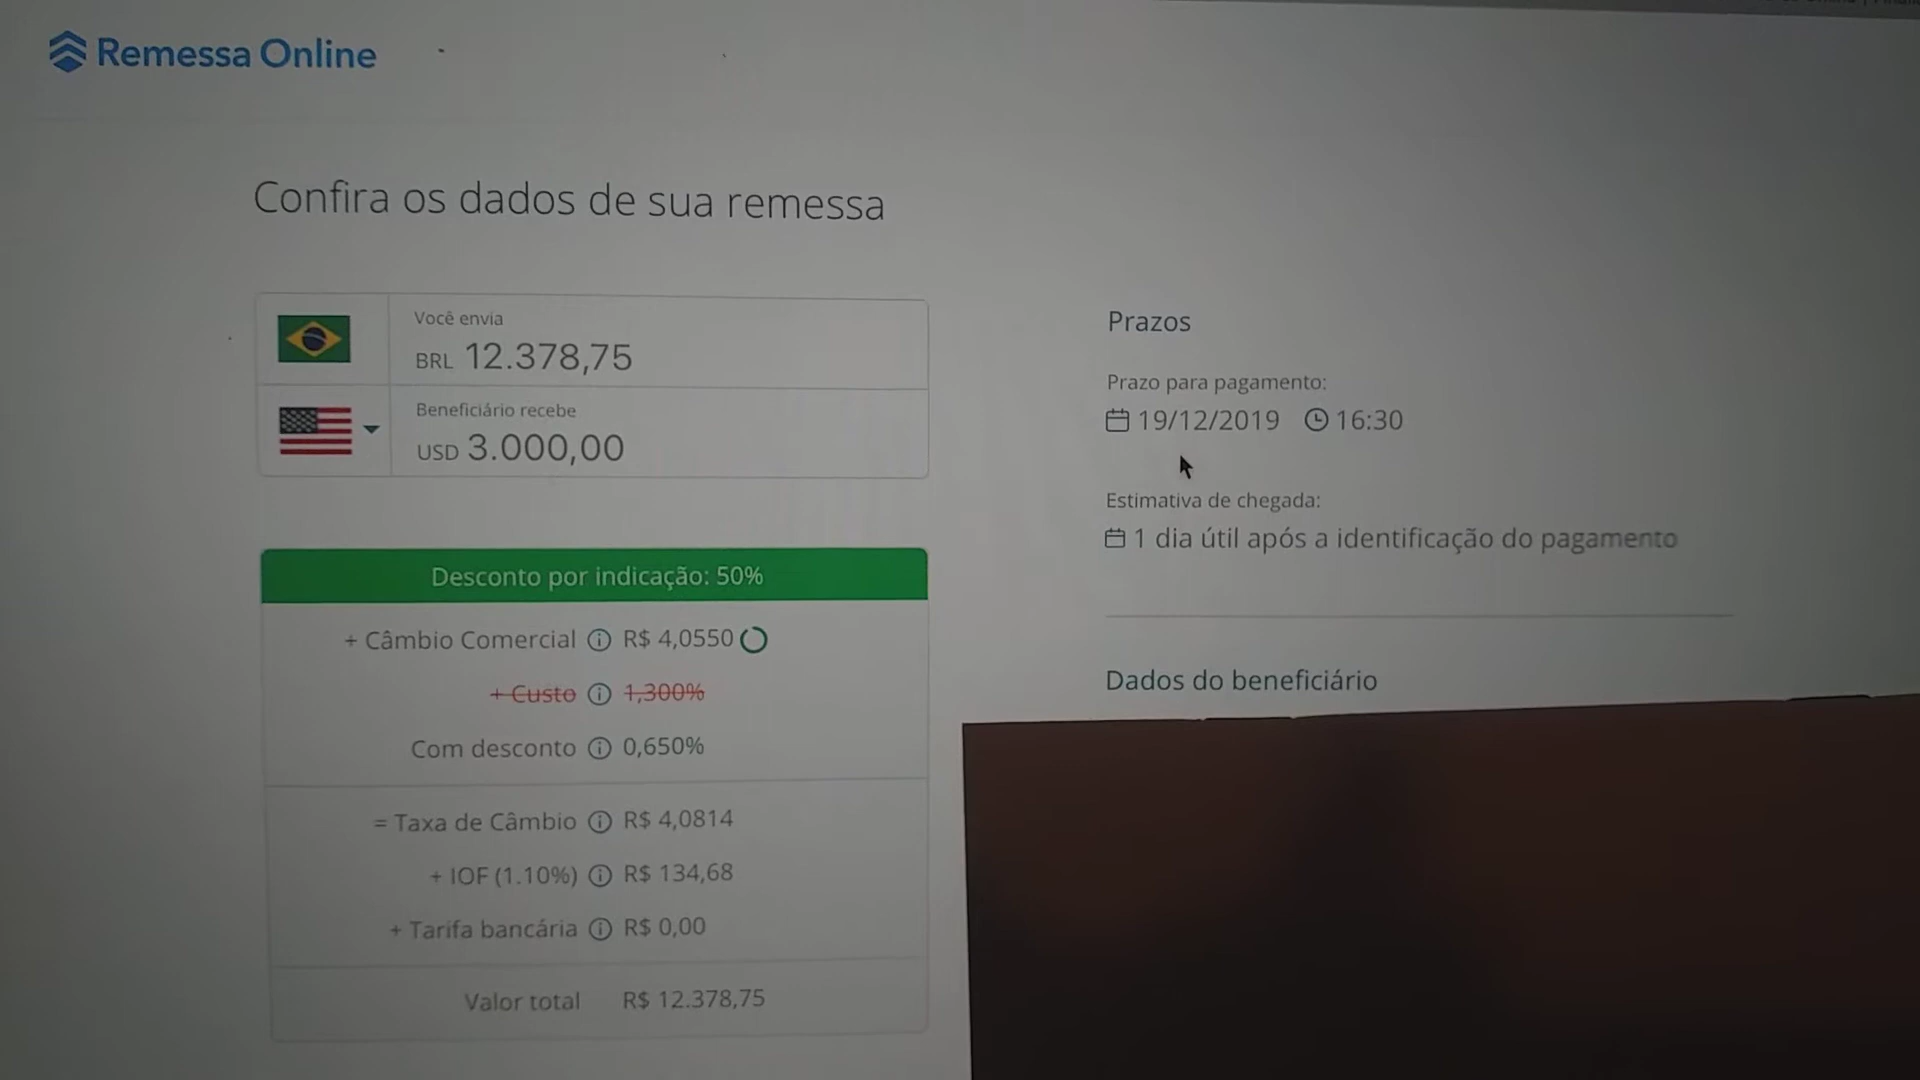 Remessa Online
Confira os dados de sua remessa
Você envia
BRL 12.378,75
Beneficiário recebe
USD 3.000,00
Desconto por indicação: 50%
+ Câmbio Comercial R$ 4,0550
+ Custo 1,300%
Com desconto 0,650%
= Taxa de Câmbio R$ 4,0814
+ IOF (1.10%) R$ 134,68
+ Tarifa bancária R$ 0,00
Valor total R$ 12.378,75
Prazos
Prazo para pagamento:
19/12/2019 16:30
Estimativa de chegada:
1 dia útil após a identificação do pagamento
Dados do beneficiário